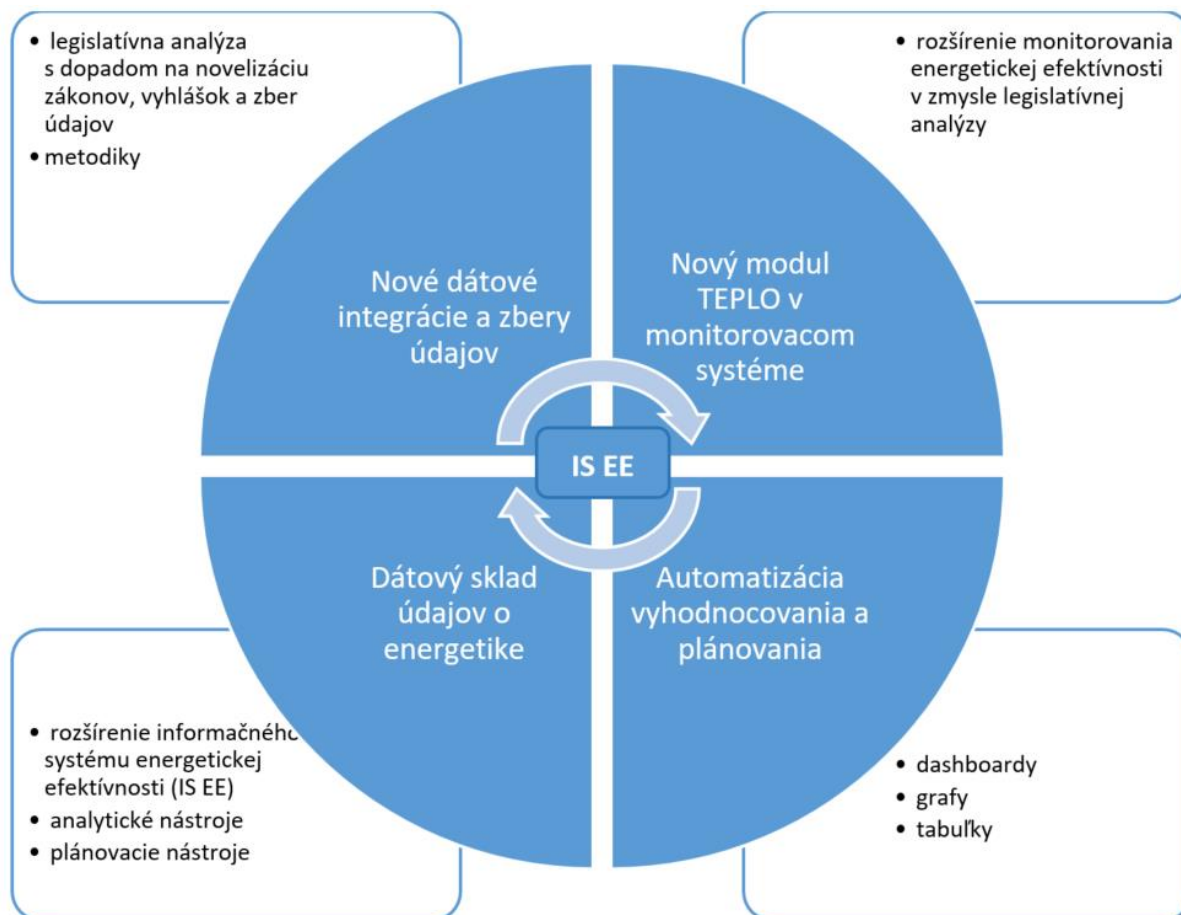 • legislatívna analýza
s dopadom na novelizáciu
zákonov, vyhlášok a zber
údajov
• metodiky
• rozšírenie monitorovania
energetickej efektívnosti
v zmysle legislatívnej
analýzy
Nové dátové
integrácie a zbery
údajov
Nový modul
TEPLO v
monitorovacom
systéme
IS EE
Dátový sklad
údajov o
energetike
Automatizácia
vyhodnocovania a
plánovania
• rozšírenie informačného
systému energetickej
efektívnosti (IS EE)
• analytické nástroje
• plánovacie nástroje
• dashboardy
• grafy
• tabuľky